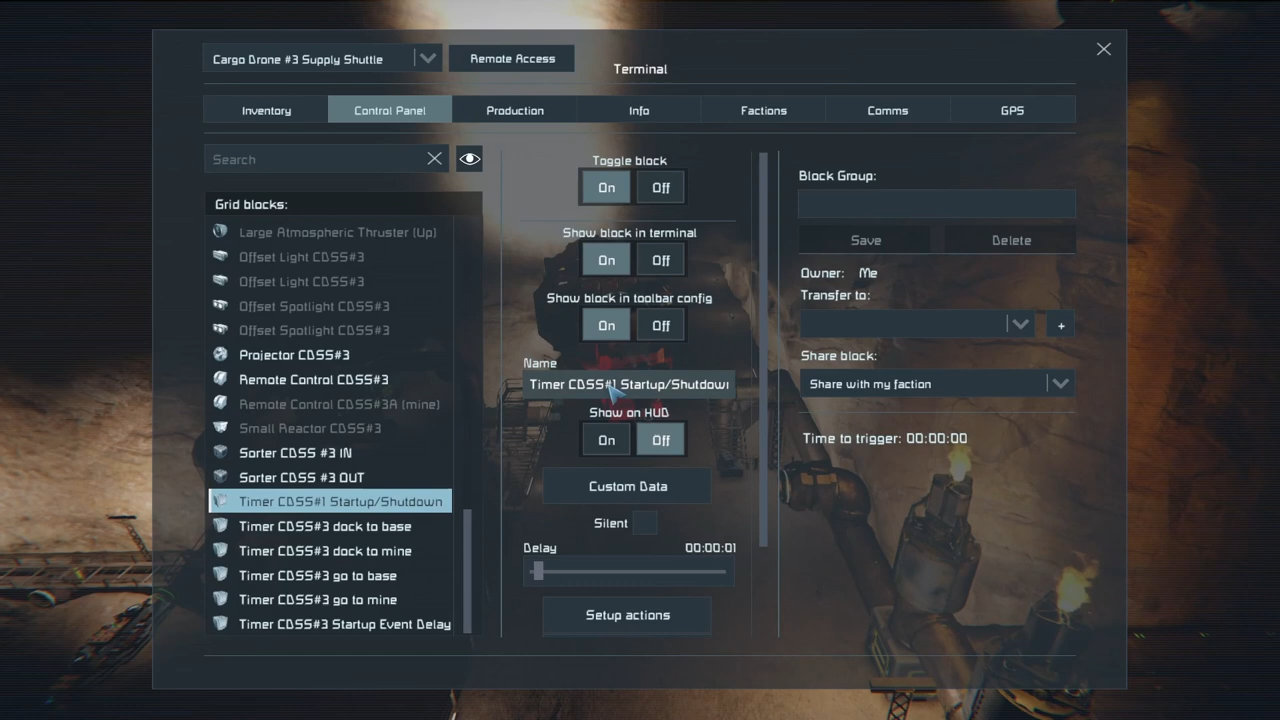 Cargo Drone #3 Supply Shuttle
Remote Access
Terminal
Inventory
Control Panel
Production
Info
Factions
Comms
GPS
Search
Grid blocks:
Large Atmospheric Thruster (Up)
Offset Light CDSS#3
Offset Light CDSS#3
Offset Spotlight CDSS#3
Offset Spotlight CDSS#3
Projector CDSS#3
Remote Control CDSS#3
Remote Control CDSS#3A (mine)
Small Reactor CDSS#3
Sorter CDSS #3 IN
Sorter CDSS #3 OUT
Timer CDSS#1 Startup/Shutdown
Timer CDSS#3 dock to base
Timer CDSS#3 dock to mine
Timer CDSS#3 go to base
Timer CDSS#3 go to mine
Timer CDSS#3 Startup Event Delay
Toggle block
On Off
Show block in terminal
On Off
Show block in toolbar config
On Off
Name
Timer CDSS#1 Startup/Shutdown
Show on HUD
On Off
Custom Data
Silent
Delay 00:00:01
Setup actions
Block Group:
Save Delete
Owner: Me
Transfer to:
+
Share block:
Share with my faction
Time to trigger: 00:00:00